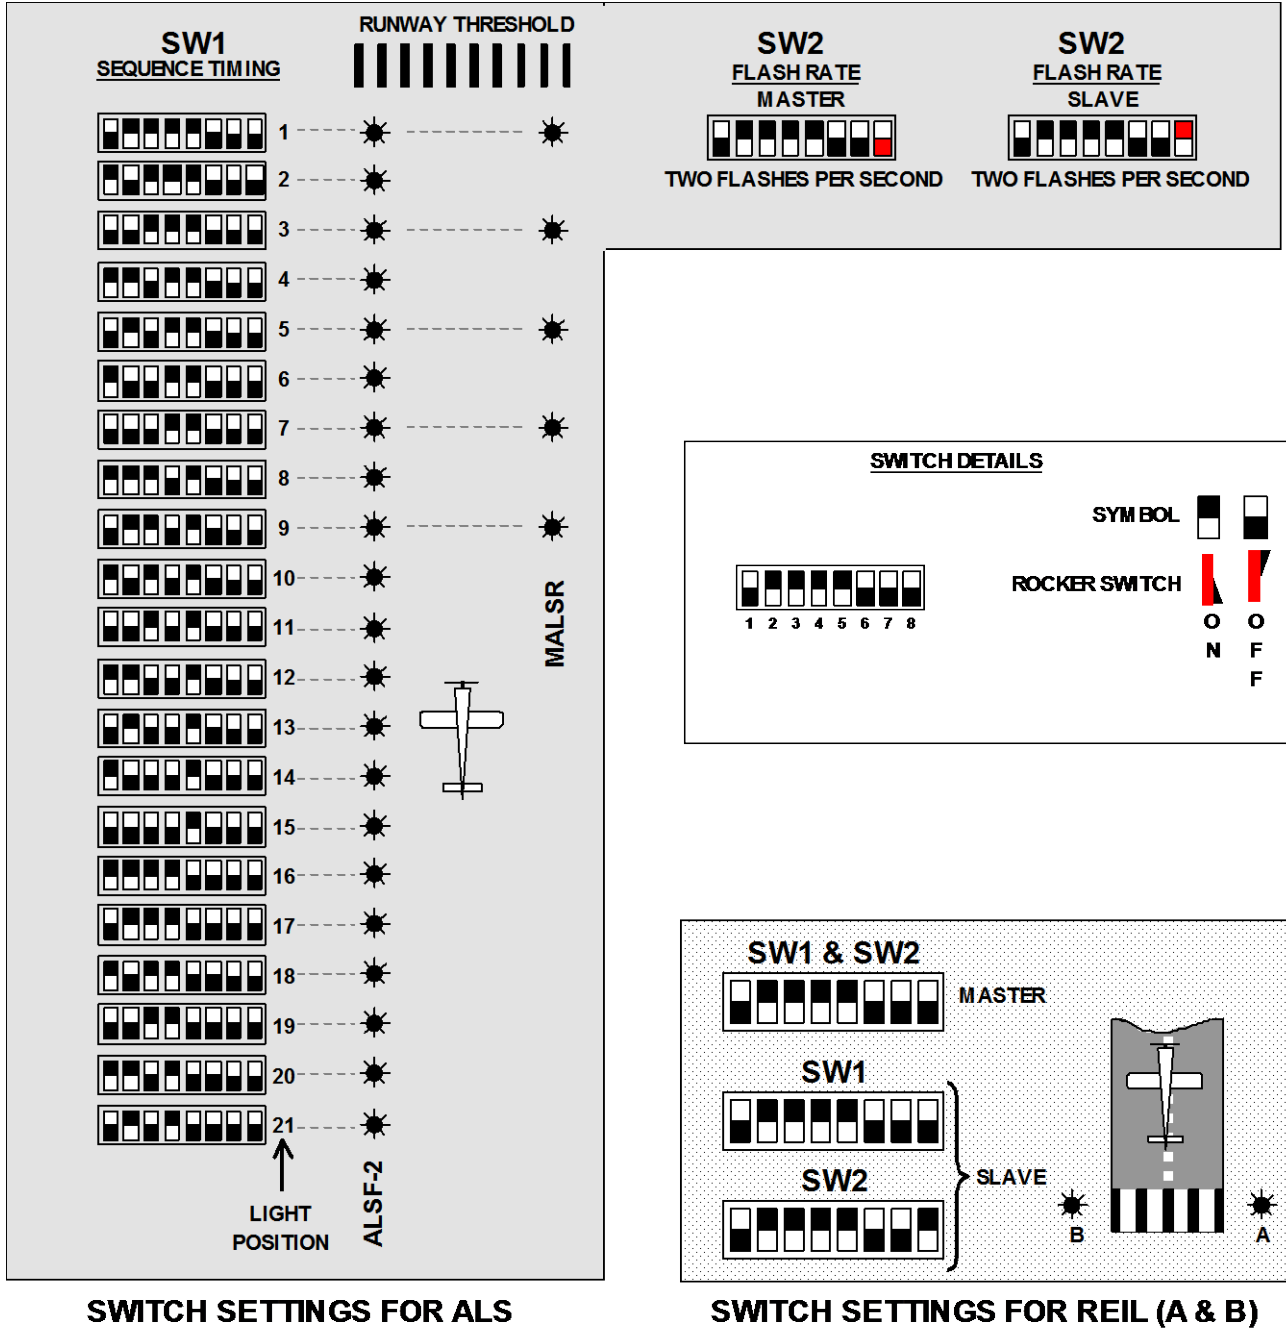 SW1
SEQUENCE TIMING
RUNWAY THRESHOLD
1
2
3
4
5
6
7
8
9
10
11
12
13
14
15
16
17
18
19
20
21
LIGHT
POSITION
ALSF-2
MALSR
SWITCH SETTINGS FOR ALS
SW2
FLASH RATE
MASTER
TWO FLASHES PER SECOND
SW2
FLASH RATE
SLAVE
TWO FLASHES PER SECOND
SWITCH DETAILS
SYMBOL
ROCKER SWITCH
1 2 3 4 5 6 7 8
ON
OFF
SW1 & SW2
MASTER
SW1
SLAVE
SW2
B
A
SWITCH SETTINGS FOR REIL (A & B)